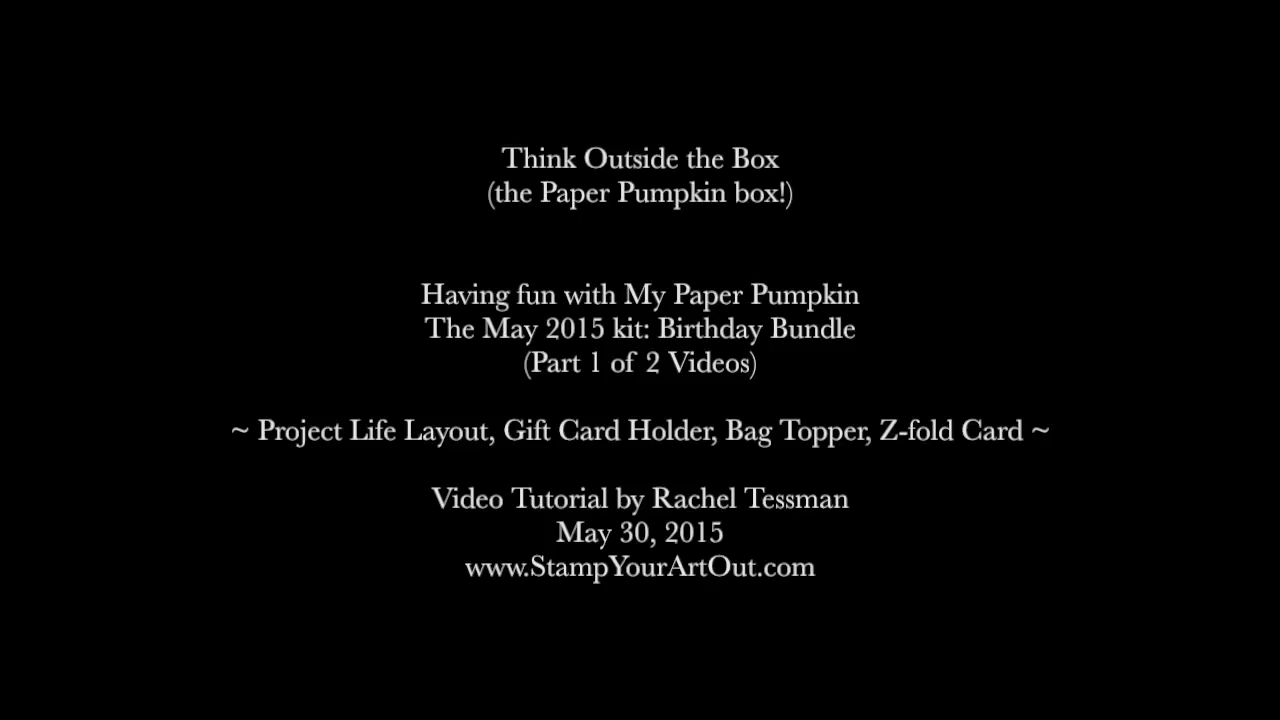 Think Outside the Box
(the Paper Pumpkin box!)
Having fun with My Paper Pumpkin
The May 2015 kit: Birthday Bundle
(Part 1 of 2 Videos)
~ Project Life Layout, Gift Card Holder, Bag Topper, Z-fold Card ~
Video Tutorial by Rachel Tessman
May 30, 2015
www.StampYourArtOut.com